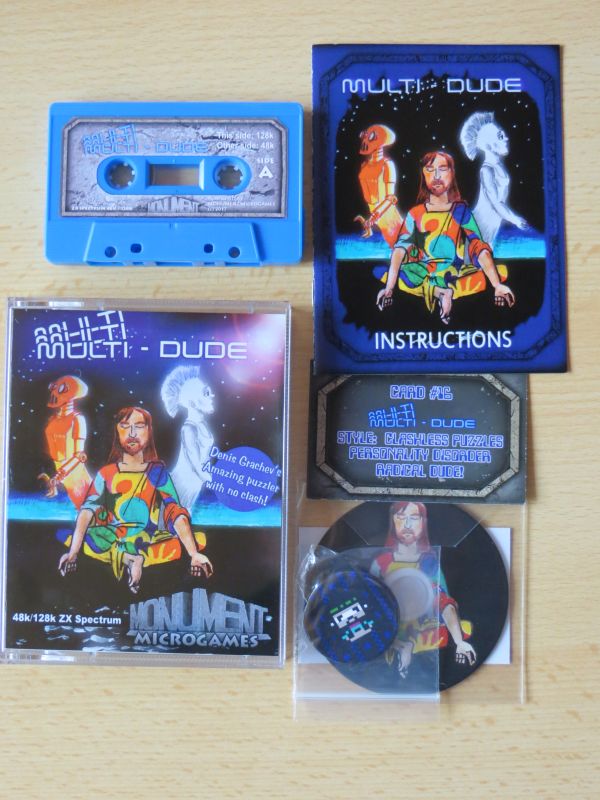 MULTI
MULTI - DUDE
This side: 128k
Other side: 48k
SIDE
A
MONUMENT
MULTI - DUDE
INSTRUCTIONS
MULTI
MULTI - DUDE
Denis Grachev's
Amazing puzzler
with no clash!
48k/128k ZX Spectrum
MONUMENT
MICROGAMES
CARD #16
MULTI
MULTI - DUDE
STYLE: CLASHLESS PUZZLES
PERSONALITY DISORDER
RADICAL DUDE!